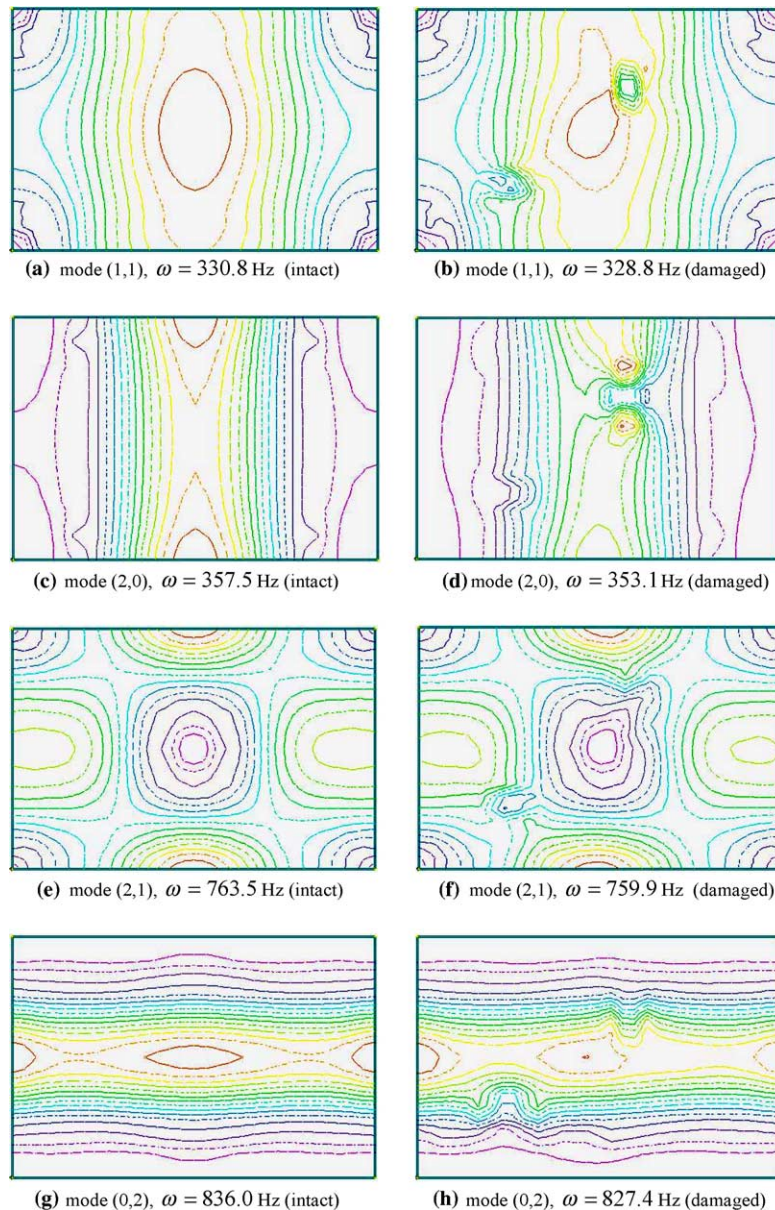 (a) mode (1,1), ω = 330.8 Hz (intact)
(b) mode (1,1), ω = 328.8 Hz (damaged)
(c) mode (2,0), ω = 357.5 Hz (intact)
(d) mode (2,0), ω = 353.1 Hz (damaged)
(e) mode (2,1), ω = 763.5 Hz (intact)
(f) mode (2,1), ω = 759.9 Hz (damaged)
(g) mode (0,2), ω = 836.0 Hz (intact)
(h) mode (0,2), ω = 827.4 Hz (damaged)